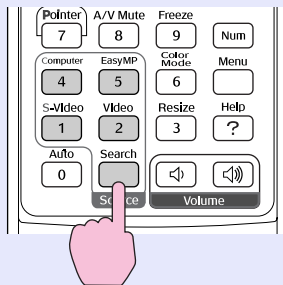 Pointer A/V Mute Freeze
7 8 9 Num
Computer EasyMP Color Mode Menu
4 5 6
S-Video Video Resize Help
1 2 3 ?
Auto Search
0
Source Volume